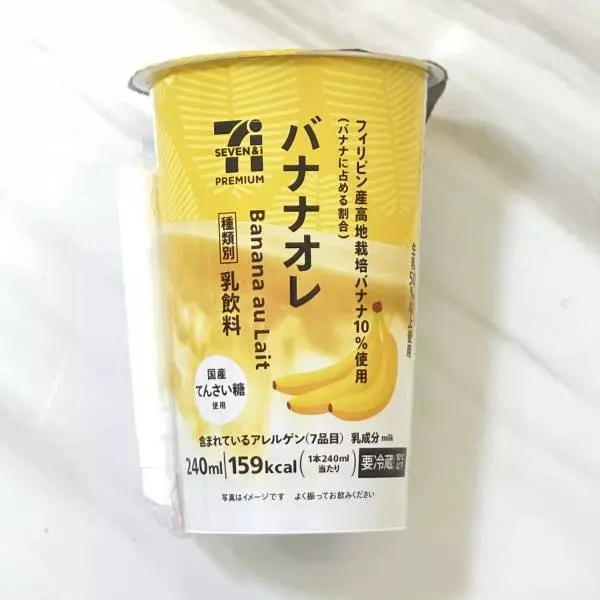 7i
SEVEN&i
PREMIUM
バナナオレ
Banana au Lait
種類別 乳飲料
フィリピン産高地栽培バナナ10%使用
(バナナに占める割合)
国産
てんさい糖
使用
含まれているアレルゲン(7品目) 乳成分 milk
240ml 159kcal (1本240ml当たり)
要冷蔵 10℃以下
写真はイメージです よく振ってお飲みください